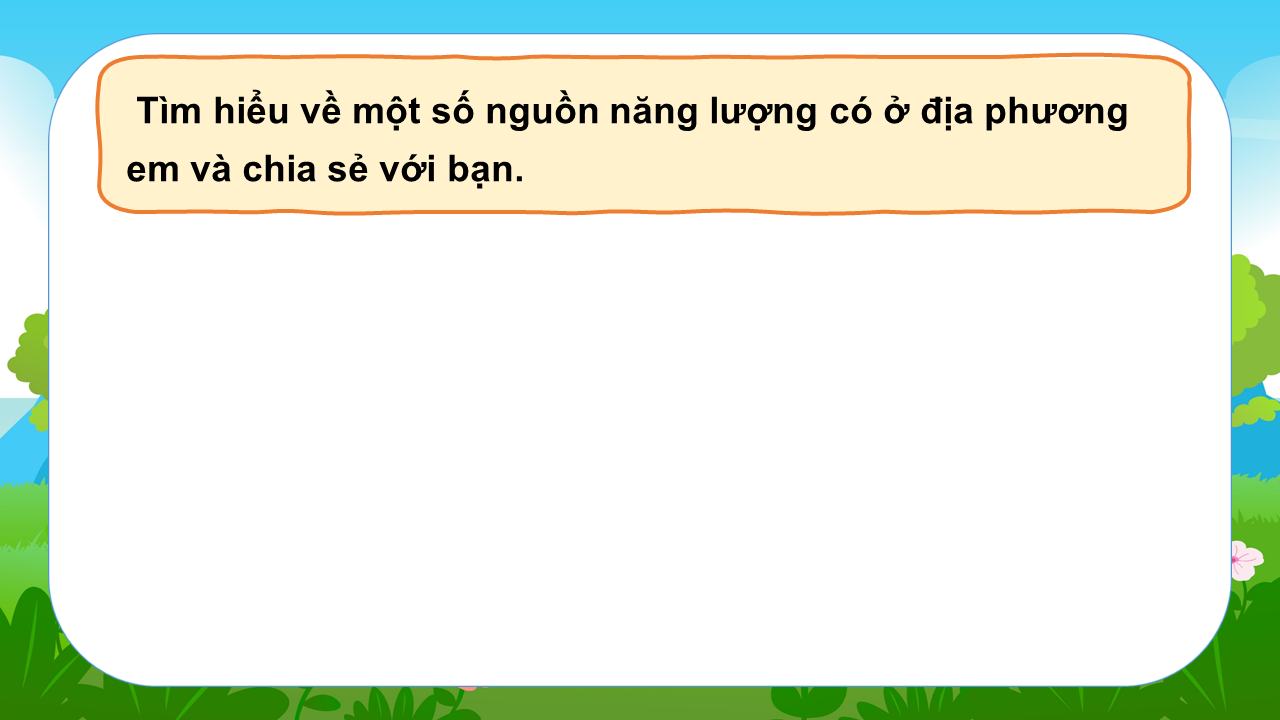 Tìm hiểu về một số nguồn năng lượng có ở địa phương
em và chia sẻ với bạn.